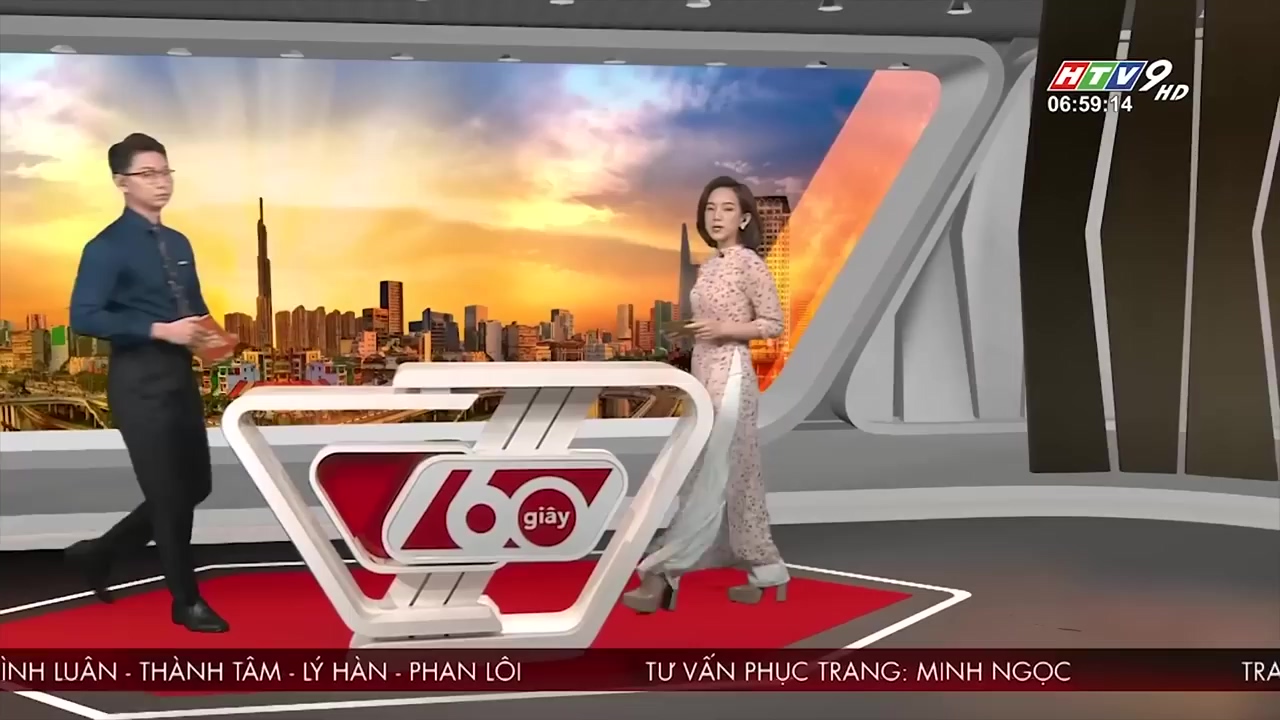 HTV9 HD
06:59:14
60 giây
ÌNH LUÂN - THÀNH TÂM - LÝ HÀN - PHAN LÔI TƯ VẤN PHỤC TRANG: MINH NGỌC TRA